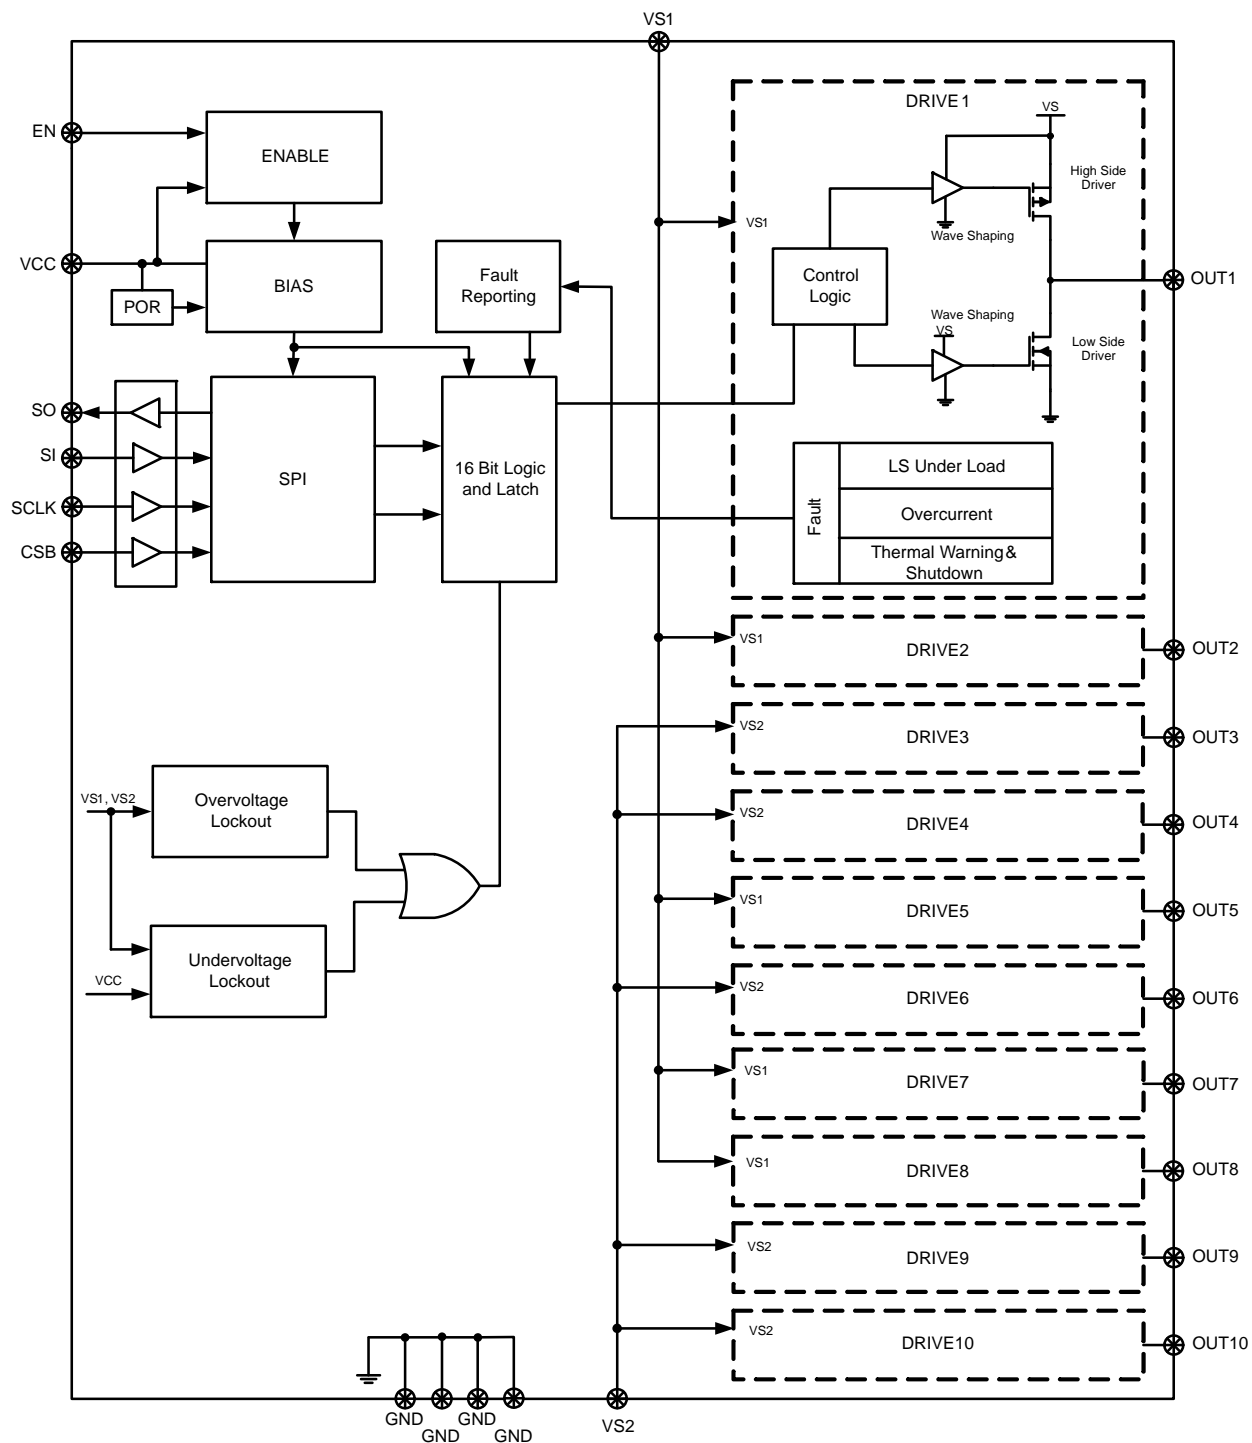 VS1
EN
ENABLE
VCC
BIAS
POR
Fault
Reporting
SO
SI
SCLK
CSB
SPI
16 Bit Logic
and Latch
VS1, VS2
Overvoltage
Lockout
Undervoltage
Lockout
VCC
GND
GND
GND
GND
VS2
DRIVE1
VS
High Side
Driver
VS1
Wave Shaping
Control
Logic
OUT1
Wave Shaping
VS
Low Side
Driver
Fault
LS Under Load
Overcurrent
Thermal Warning &
Shutdown
VS1
DRIVE2
OUT2
VS2
DRIVE3
OUT3
VS2
DRIVE4
OUT4
VS1
DRIVE5
OUT5
VS2
DRIVE6
OUT6
VS1
DRIVE7
OUT7
VS1
DRIVE8
OUT8
VS2
DRIVE9
OUT9
VS2
DRIVE10
OUT10